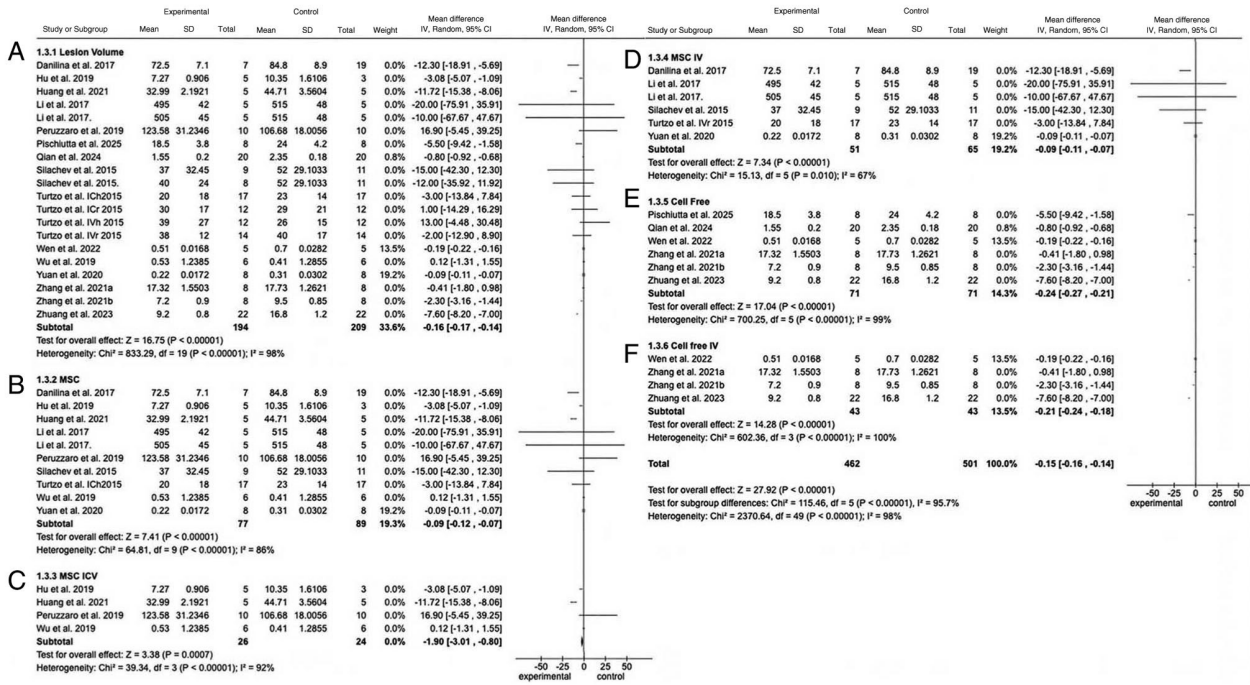 Experimental Control Mean difference
Study or Subgroup Mean SD Total Mean SD Total Weight IV, Random, 95% CI
A
1.3.1 Lesion Volume
Danilina et al. 2017 72.5 7.1 7 84.8 8.9 19 0.0% -12.30 [-18.91 , -5.69]
Hu et al. 2019 7.27 0.906 5 10.35 1.6106 3 0.0% -3.08 [-5.07 , -1.09]
Huang et al. 2021 32.99 2.1921 5 44.71 3.5604 5 0.0% -11.72 [-15.38 , -8.06]
Li et al. 2017 495 42 5 515 48 5 0.0% -20.00 [-75.91 , 35.91]
Li et al. 2017. 505 45 5 515 48 5 0.0% -10.00 [-67.67 , 47.67]
Peruzzaro et al. 2019 123.58 31.2346 10 106.68 18.0056 10 0.0% 16.90 [-5.45 , 39.25]
Pischiutta et al. 2025 18.5 3.8 8 24 4.2 8 0.0% -5.50 [-9.42 , -1.58]
Qian et al. 2024 1.55 0.2 20 2.35 0.18 20 0.8% -0.80 [-0.92 , -0.68]
Silachev et al. 2015 37 32.45 9 52 29.1033 11 0.0% -15.00 [-42.30 , 12.30]
Silachev et al. 2015. 40 24 8 52 29.1033 11 0.0% -12.00 [-35.92 , 11.92]
Turtzo et al. ICh2015 20 18 17 23 14 17 0.0% -3.00 [-13.84 , 7.84]
Turtzo et al. ICr 2015 30 17 12 29 21 12 0.0% 1.00 [-14.29 , 16.29]
Turtzo et al. IVh 2015 39 27 12 26 15 12 0.0% 13.00 [-4.48 , 30.48]
Turtzo et al. IVr 2015 38 12 14 40 17 14 0.0% -2.00 [-12.90 , 8.90]
Wen et al. 2022 0.51 0.0168 5 0.7 0.0282 5 13.5% -0.19 [-0.22 , -0.16]
Wu et al. 2019 0.53 1.2385 6 0.41 1.2855 6 0.0% 0.12 [-1.31 , 1.55]
Yuan et al. 2020 0.22 0.0172 8 0.31 0.0302 8 19.2% -0.09 [-0.11 , -0.07]
Zhang et al. 2021a 17.32 1.5503 8 17.73 1.2621 8 0.0% -0.41 [-1.80 , 0.98]
Zhang et al. 2021b 7.2 0.9 8 9.5 0.85 8 0.0% -2.30 [-3.16 , -1.44]
Zhuang et al. 2023 9.2 0.8 22 16.8 1.2 22 0.0% -7.60 [-8.20 , -7.00]
Subtotal 194 209 33.6% -0.16 [-0.17 , -0.14]
Test for overall effect: Z = 16.75 (P < 0.00001)
Heterogeneity: Chi² = 833.29, df = 19 (P < 0.00001); I² = 98%
B
1.3.2 MSC
Danilina et al. 2017 72.5 7.1 7 84.8 8.9 19 0.0% -12.30 [-18.91 , -5.69]
Hu et al. 2019 7.27 0.906 5 10.35 1.6106 3 0.0% -3.08 [-5.07 , -1.09]
Huang et al. 2021 32.99 2.1921 5 44.71 3.5604 5 0.0% -11.72 [-15.38 , -8.06]
Li et al. 2017 495 42 5 515 48 5 0.0% -20.00 [-75.91 , 35.91]
Li et al. 2017. 505 45 5 515 48 5 0.0% -10.00 [-67.67 , 47.67]
Peruzzaro et al. 2019 123.58 31.2346 10 106.68 18.0056 10 0.0% 16.90 [-5.45 , 39.25]
Silachev et al. 2015 37 32.45 9 52 29.1033 11 0.0% -15.00 [-42.30 , 12.30]
Turtzo et al. ICh2015 20 18 17 23 14 17 0.0% -3.00 [-13.84 , 7.84]
Wu et al. 2019 0.53 1.2385 6 0.41 1.2855 6 0.0% 0.12 [-1.31 , 1.55]
Yuan et al. 2020 0.22 0.0172 8 0.31 0.0302 8 19.2% -0.09 [-0.11 , -0.07]
Subtotal 77 89 19.3% -0.09 [-0.12 , -0.07]
Test for overall effect: Z = 7.41 (P < 0.00001)
Heterogeneity: Chi² = 64.81, df = 9 (P < 0.00001); I² = 86%
C
1.3.3 MSC ICV
Hu et al. 2019 7.27 0.906 5 10.35 1.6106 3 0.0% -3.08 [-5.07 , -1.09]
Huang et al. 2021 32.99 2.1921 5 44.71 3.5604 5 0.0% -11.72 [-15.38 , -8.06]
Peruzzaro et al. 2019 123.58 31.2346 10 106.68 18.0056 10 0.0% 16.90 [-5.45 , 39.25]
Wu et al. 2019 0.53 1.2385 6 0.41 1.2855 6 0.0% 0.12 [-1.31 , 1.55]
Subtotal 26 24 0.0% -1.90 [-3.01 , -0.80]
Test for overall effect: Z = 3.38 (P = 0.0007)
Heterogeneity: Chi² = 39.34, df = 3 (P < 0.00001); I² = 92%
-50 -25 0 25 50
experimental control
Experimental Control Mean difference
Study or Subgroup Mean SD Total Mean SD Total Weight IV, Random, 95% CI
D
1.3.4 MSC IV
Danilina et al. 2017 72.5 7.1 7 84.8 8.9 19 0.0% -12.30 [-18.91 , -5.69]
Li et al. 2017 495 42 5 515 48 5 0.0% -20.00 [-75.91 , 35.91]
Li et al. 2017. 505 45 5 515 48 5 0.0% -10.00 [-67.67 , 47.67]
Silachev et al. 2015 37 32.45 9 52 29.1033 11 0.0% -15.00 [-42.30 , 12.30]
Turtzo et al. IVr 2015 20 18 17 23 14 17 0.0% -3.00 [-13.84 , 7.84]
Yuan et al. 2020 0.22 0.0172 8 0.31 0.0302 8 19.2% -0.09 [-0.11 , -0.07]
Subtotal 51 65 19.2% -0.09 [-0.11 , -0.07]
Test for overall effect: Z = 7.34 (P < 0.00001)
Heterogeneity: Chi² = 15.13, df = 5 (P = 0.010); I² = 67%
E
1.3.5 Cell Free
Pischiutta et al. 2025 18.5 3.8 8 24 4.2 8 0.0% -5.50 [-9.42 , -1.58]
Qian et al. 2024 1.55 0.2 20 2.35 0.18 20 0.8% -0.80 [-0.92 , -0.68]
Wen et al. 2022 0.51 0.0168 5 0.7 0.0282 5 13.5% -0.19 [-0.22 , -0.16]
Zhang et al. 2021a 17.32 1.5503 8 17.73 1.2621 8 0.0% -0.41 [-1.80 , 0.98]
Zhang et al. 2021b 7.2 0.9 8 9.5 0.85 8 0.0% -2.30 [-3.16 , -1.44]
Zhuang et al. 2023 9.2 0.8 22 16.8 1.2 22 0.0% -7.60 [-8.20 , -7.00]
Subtotal 71 71 14.3% -0.24 [-0.27 , -0.21]
Test for overall effect: Z = 17.04 (P < 0.00001)
Heterogeneity: Chi² = 700.25, df = 5 (P < 0.00001); I² = 99%
F
1.3.6 Cell free IV
Wen et al. 2022 0.51 0.0168 5 0.7 0.0282 5 13.5% -0.19 [-0.22 , -0.16]
Zhang et al. 2021a 17.32 1.5503 8 17.73 1.2621 8 0.0% -0.41 [-1.80 , 0.98]
Zhang et al. 2021b 7.2 0.9 8 9.5 0.85 8 0.0% -2.30 [-3.16 , -1.44]
Zhuang et al. 2023 9.2 0.8 22 16.8 1.2 22 0.0% -7.60 [-8.20 , -7.00]
Subtotal 43 43 13.5% -0.21 [-0.24 , -0.18]
Test for overall effect: Z = 14.28 (P < 0.00001)
Heterogeneity: Chi² = 602.36, df = 3 (P < 0.00001); I² = 100%
Total 462 501 100.0% -0.15 [-0.16 , -0.14]
Test for overall effect: Z = 27.92 (P < 0.00001)
Test for subgroup differences: Chi² = 115.46, df = 5 (P < 0.00001), I² = 95.7%
Heterogeneity: Chi² = 2370.64, df = 49 (P < 0.00001); I² = 98%
-50 -25 0 25 50
experimental control